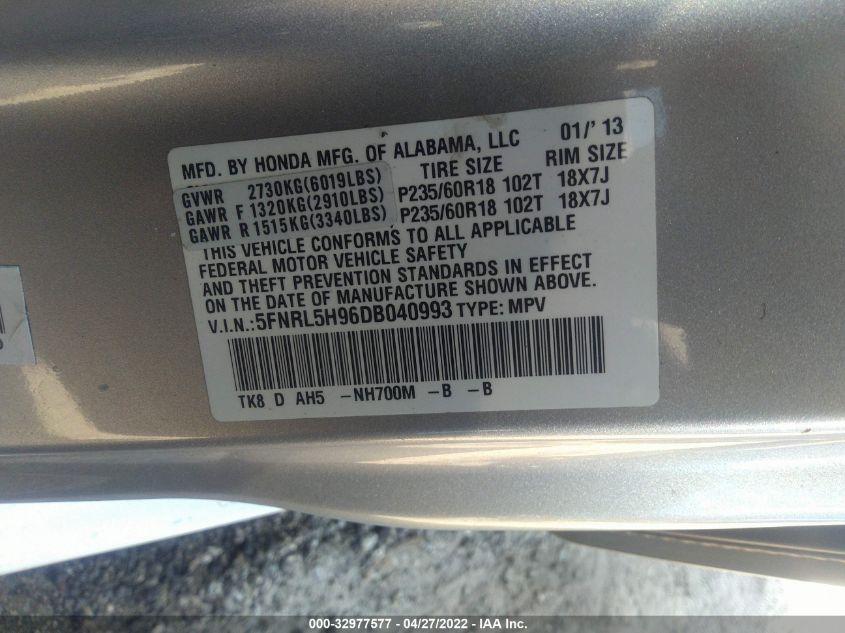 MFD. BY HONDA MFG. OF ALABAMA, LLC 01/'13
TIRE SIZE RIM SIZE
GVWR 2730KG(6019LBS)
GAWR F 1320KG(2910LBS) P235/60R18 102T 18X7J
GAWR R 1515KG(3340LBS) P235/60R18 102T 18X7J
THIS VEHICLE CONFORMS TO ALL APPLICABLE
FEDERAL MOTOR VEHICLE SAFETY
AND THEFT PREVENTION STANDARDS IN EFFECT
ON THE DATE OF MANUFACTURE SHOWN ABOVE.
V.I.N.:5FNRL5H96DB040993 TYPE: MPV
TK8 D AH5 -NH700M -B -B
000-32977577 - 04/27/2022 - IAA Inc.